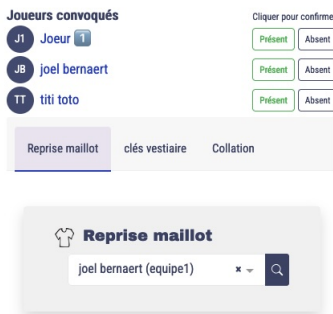 Joueurs convoqués Cliquer pour confirme
J1 Joeur 1️⃣ Présent Absent
JB joel bernaert Présent Absent
TT titi toto Présent Absent
Reprise maillot clés vestiaire Collation
Reprise maillot
joel bernaert (equipe1) ×